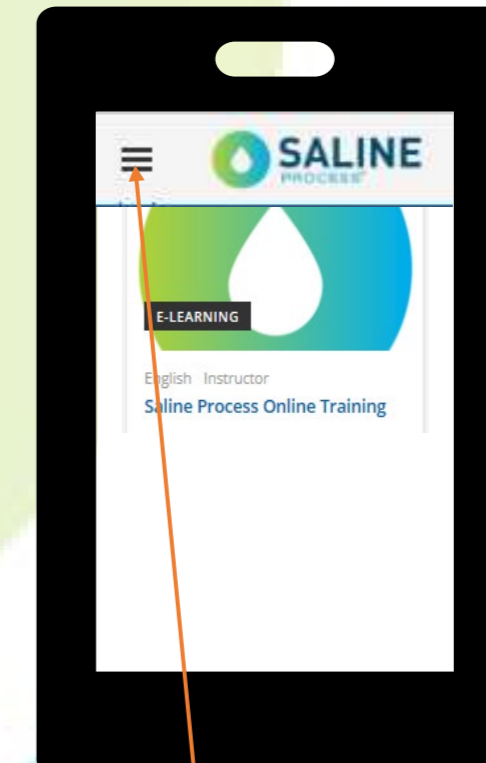 SALINE
PROCESS
E-LEARNING
English Instructor
Saline Process Online Training